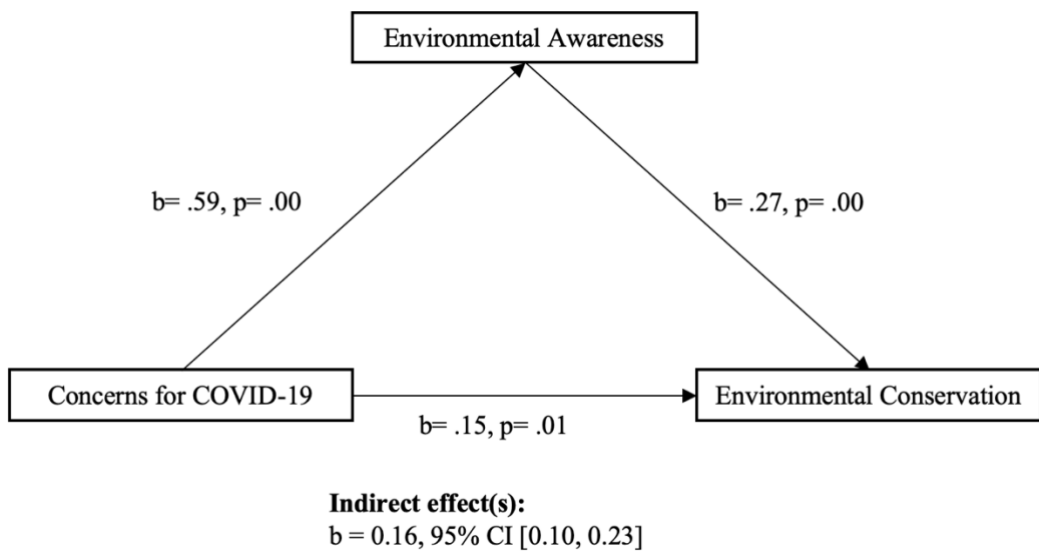 Environmental Awareness
b= .59, p= .00
b= .27, p= .00
Concerns for COVID-19
Environmental Conservation
b= .15, p= .01
Indirect effect(s):
b = 0.16, 95% CI [0.10, 0.23]